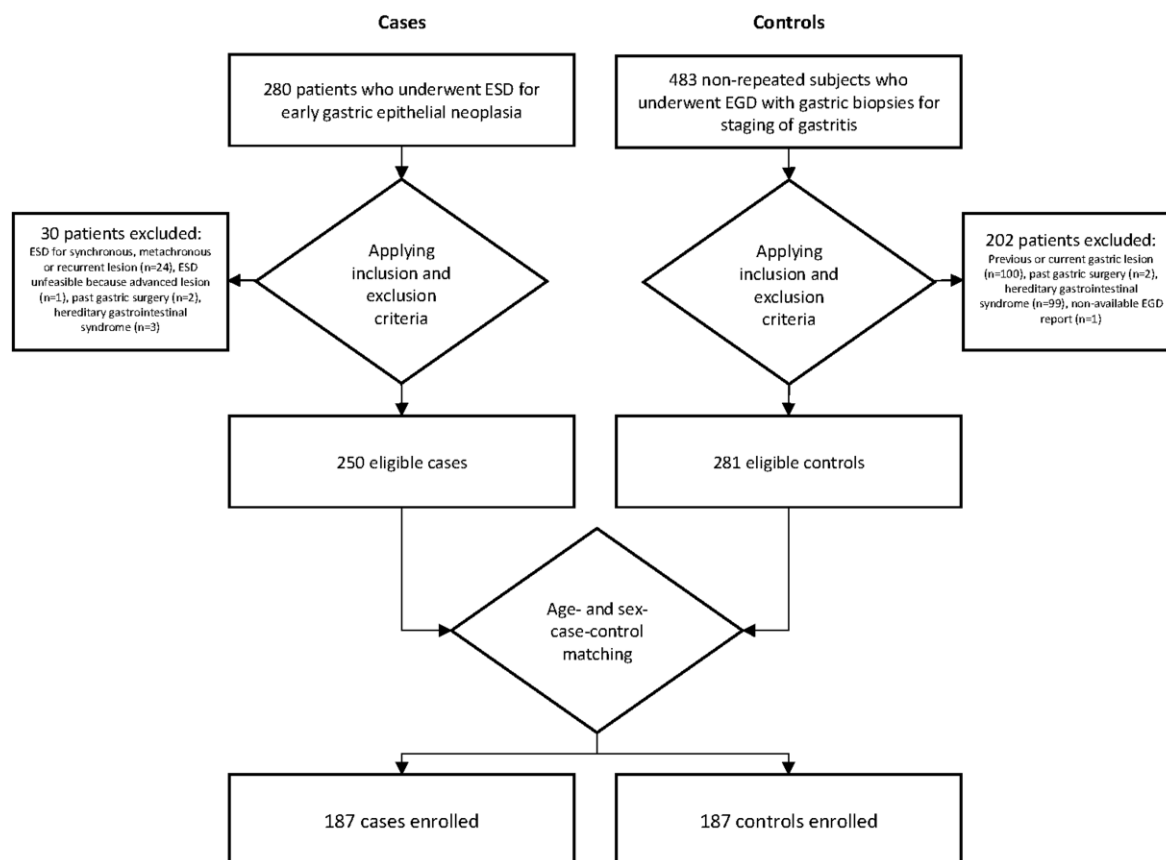 Cases
Controls
280 patients who underwent ESD for
early gastric epithelial neoplasia
483 non-repeated subjects who
underwent EGD with gastric biopsies for
staging of gastritis
30 patients excluded:
ESD for synchronous, metachronous
or recurrent lesion (n=24), ESD
unfeasible because advanced lesion
(n=1), past gastric surgery (n=2),
hereditary gastrointestinal
syndrome (n=3)
Applying
inclusion and
exclusion
criteria
Applying
inclusion and
exclusion
criteria
202 patients excluded:
Previous or current gastric lesion
(n=100), past gastric surgery (n=2),
hereditary gastrointestinal
syndrome (n=99), non-available EGD
report (n=1)
250 eligible cases
281 eligible controls
Age- and sex-
case-control
matching
187 cases enrolled
187 controls enrolled